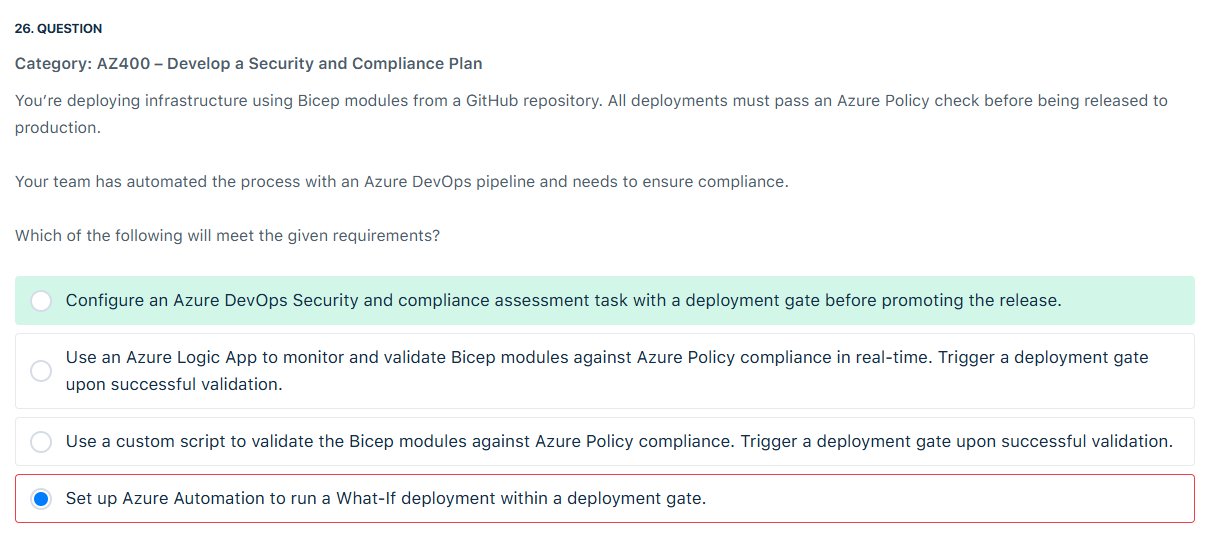 26. QUESTION
Category: AZ400 – Develop a Security and Compliance Plan
You’re deploying infrastructure using Bicep modules from a GitHub repository. All deployments must pass an Azure Policy check before being released to
production.
Your team has automated the process with an Azure DevOps pipeline and needs to ensure compliance.
Which of the following will meet the given requirements?
Configure an Azure DevOps Security and compliance assessment task with a deployment gate before promoting the release.
Use an Azure Logic App to monitor and validate Bicep modules against Azure Policy compliance in real-time. Trigger a deployment gate
upon successful validation.
Use a custom script to validate the Bicep modules against Azure Policy compliance. Trigger a deployment gate upon successful validation.
Set up Azure Automation to run a What-If deployment within a deployment gate.